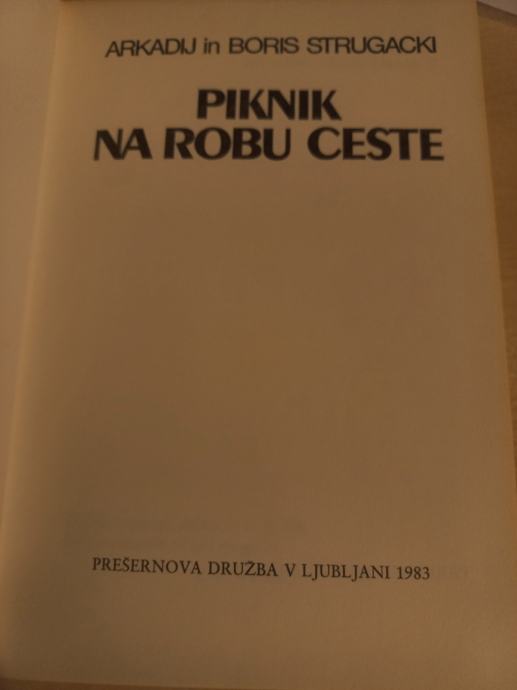 ARKADIJ in BORIS STRUGACKI
PIKNIK
NA ROBU CESTE
PREŠERNOVA DRUŽBA V LJUBLJANI 1983